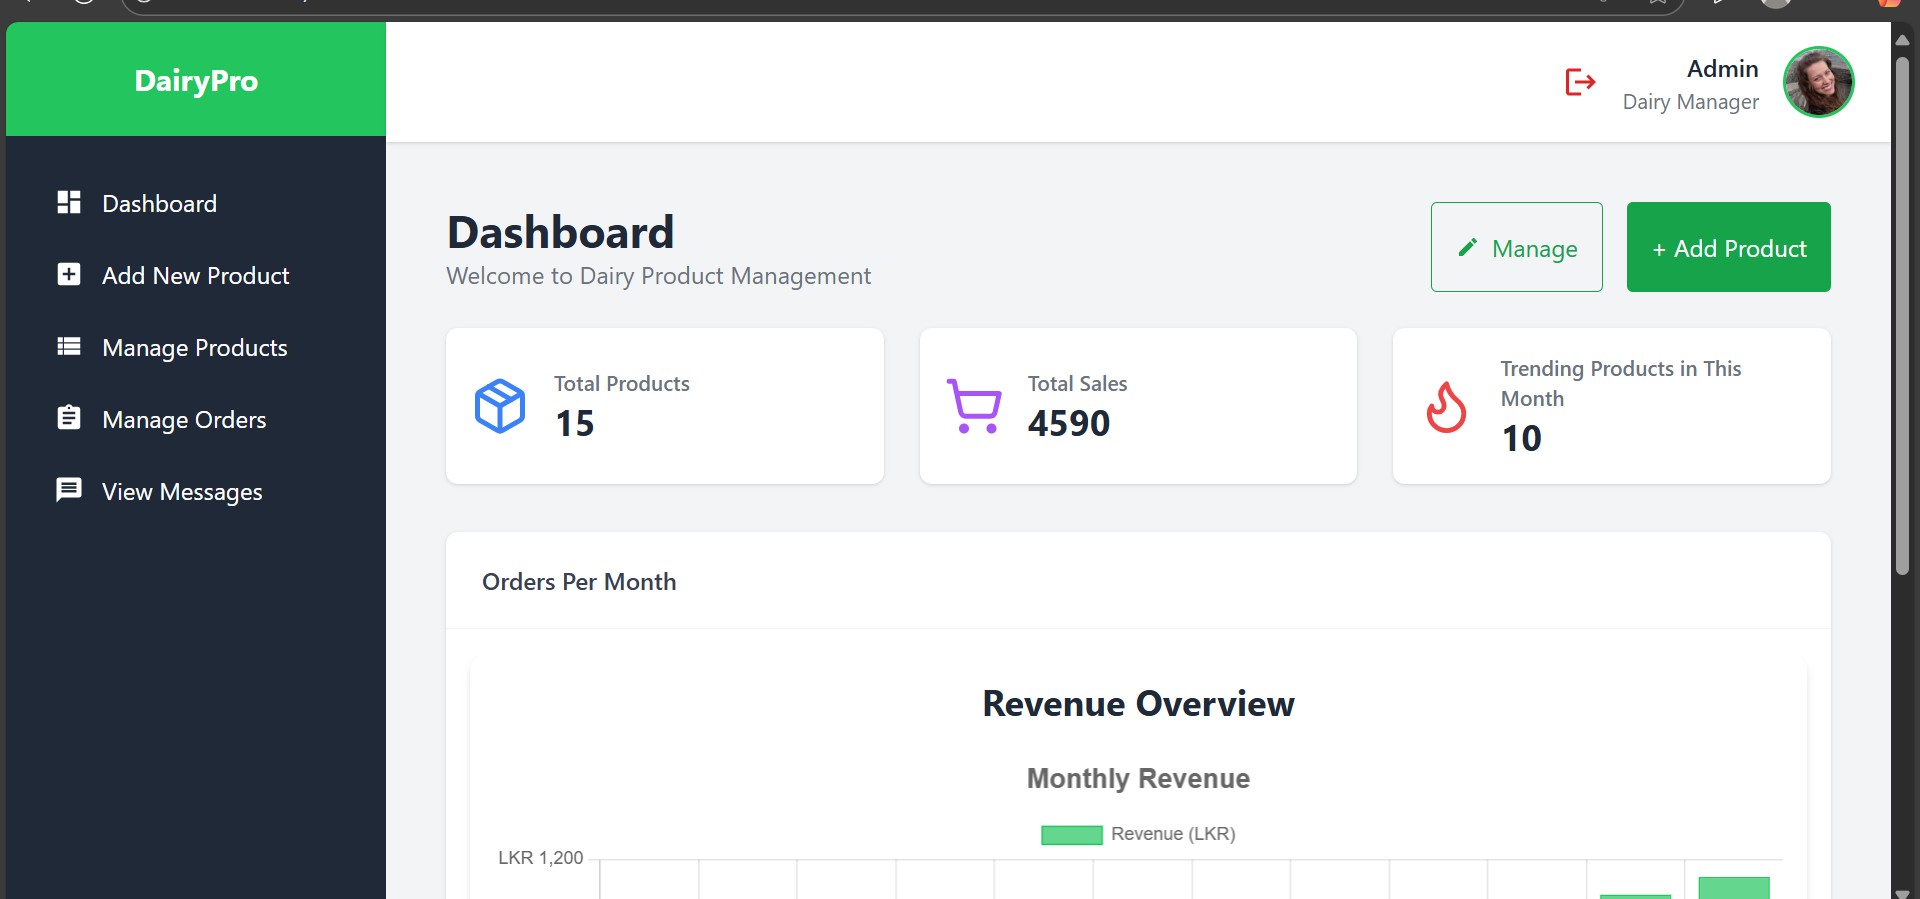 DairyPro
Admin
Dairy Manager
Dashboard
Add New Product
Manage Products
Manage Orders
View Messages
Dashboard
Welcome to Dairy Product Management
Manage
+ Add Product
Total Products
15
Total Sales
4590
Trending Products in This
Month
10
Orders Per Month
Revenue Overview
Monthly Revenue
Revenue (LKR)
LKR 1,200